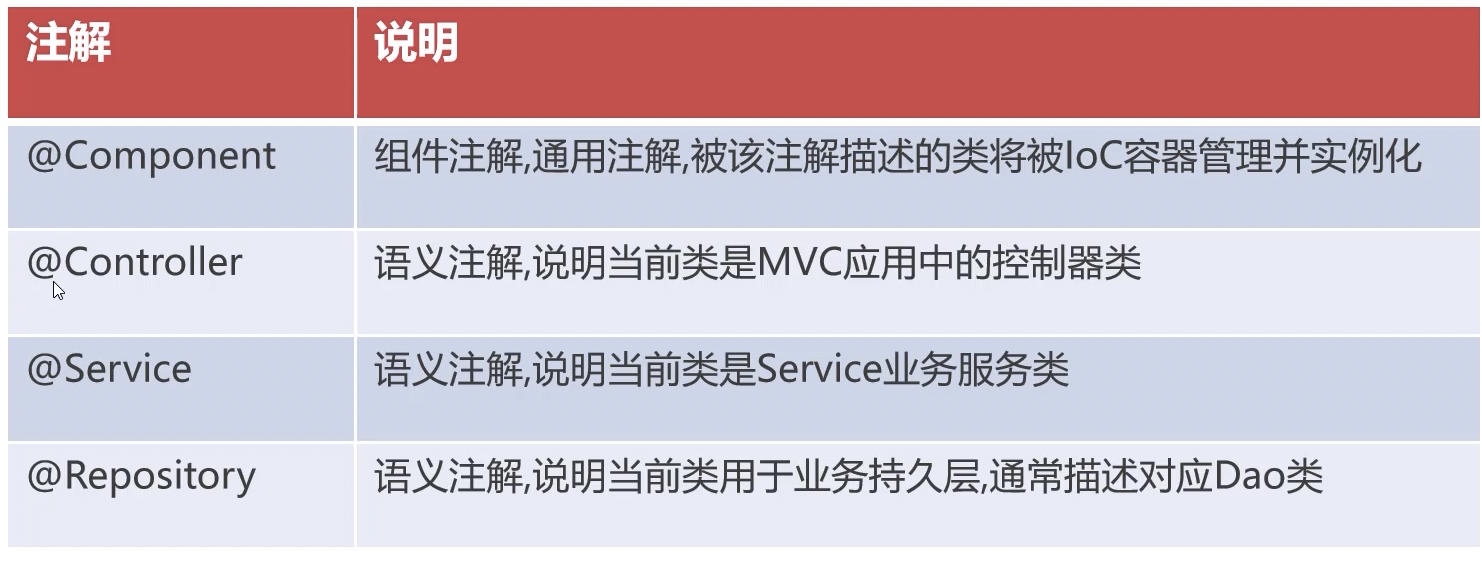 注解 说明
@Component 组件注解,通用注解,被该注解描述的类将被IoC容器管理并实例化
@Controller 语义注解,说明当前类是MVC应用中的控制器类
@Service 语义注解,说明当前类是Service业务服务类
@Repository 语义注解,说明当前类用于业务持久层,通常描述对应Dao类